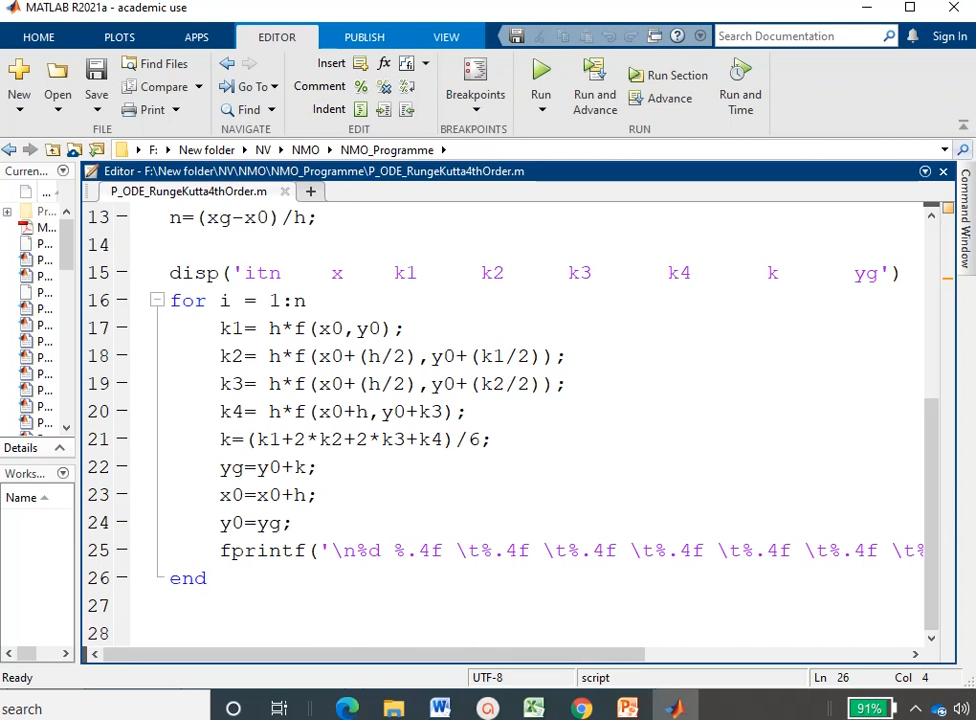 MATLAB R2021a - academic use
HOME PLOTS APPS EDITOR PUBLISH VIEW Search Documentation Sign In
New Open Save Find Files Compare Print Go To Find Insert fx Comment Indent Breakpoints Run Run and Advance Run Section Advance Run and Time
FILE NAVIGATE EDIT BREAKPOINTS RUN
F: New folder NV NMO NMO_Programme
Curren... Editor - F:\New folder\NV\NMO\NMO_Programme\P_ODE_RungeKutta4thOrder.m
... P_ODE_RungeKutta4thOrder.m
Command Window
Pr...
M...
P...
P...
P...
P...
P...
P...
P...
P...
P...
P...
P...
P...
P...
Details
Works...
Name
13 n=(xg-x0)/h;
14
15 disp('itn x k1 k2 k3 k4 k yg')
16 for i = 1:n
17 k1= h*f(x0,y0);
18 k2= h*f(x0+(h/2),y0+(k1/2));
19 k3= h*f(x0+(h/2),y0+(k2/2));
20 k4= h*f(x0+h,y0+k3);
21 k=(k1+2*k2+2*k3+k4)/6;
22 yg=y0+k;
23 x0=x0+h;
24 y0=yg;
25 fprintf('\n%d %.4f \t%.4f \t%.4f \t%.4f \t%.4f \t%.4f \t%
26 end
27
28
Ready UTF-8 script Ln 26 Col 4
search 91%